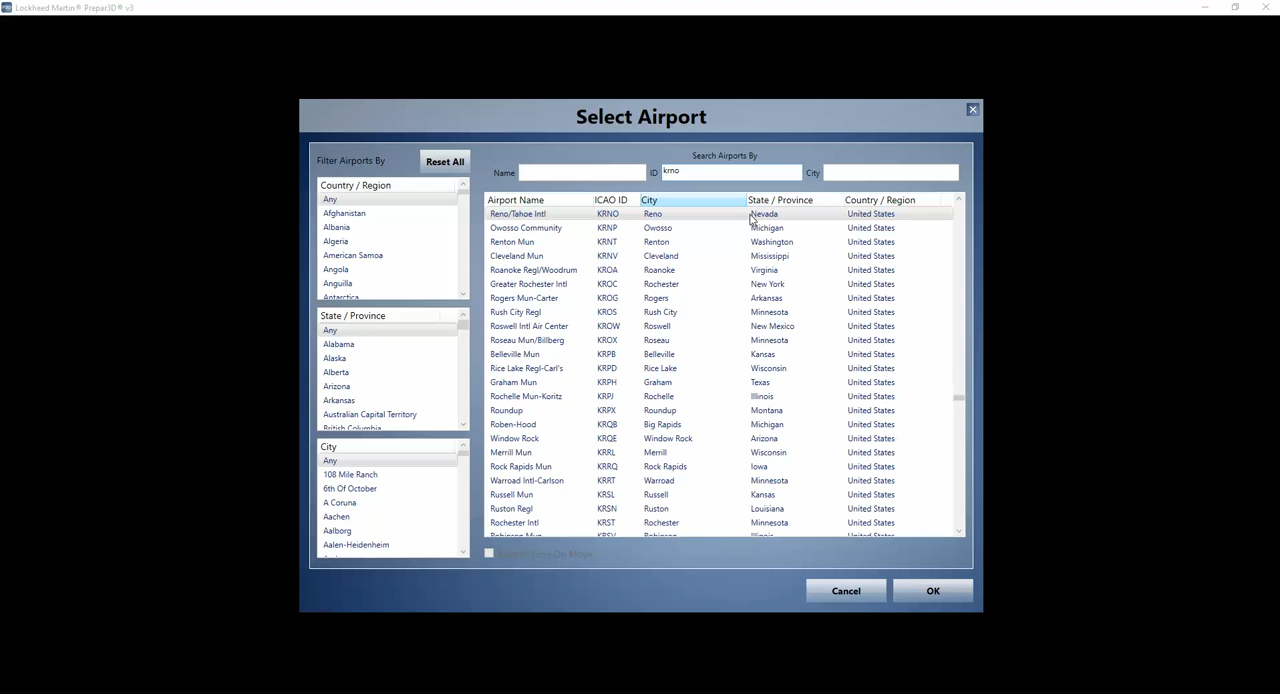 Lockheed Martin® Prepar3D® v3
Select Airport
Filter Airports By
Reset All
Country / Region
Any
Afghanistan
Albania
Algeria
American Samoa
Angola
Anguilla
Antarctica
State / Province
Any
Alabama
Alaska
Alberta
Arizona
Arkansas
Australian Capital Territory
British Columbia
City
Any
108 Mile Ranch
6th Of October
A Coruna
Aachen
Aalborg
Aalen-Heidenheim
Search Airports By
Name ID krno City
Airport Name ICAO ID City State / Province Country / Region
Reno/Tahoe Intl KRNO Reno Nevada United States
Owosso Community KRNP Owosso Michigan United States
Renton Mun KRNT Renton Washington United States
Cleveland Mun KRNV Cleveland Mississippi United States
Roanoke Regl/Woodrum KROA Roanoke Virginia United States
Greater Rochester Intl KROC Rochester New York United States
Rogers Mun-Carter KROG Rogers Arkansas United States
Rush City Regl KROS Rush City Minnesota United States
Roswell Intl Air Center KROW Roswell New Mexico United States
Roseau Mun/Billberg KROX Roseau Minnesota United States
Belleville Mun KRPB Belleville Kansas United States
Rice Lake Regl-Carl's KRPD Rice Lake Wisconsin United States
Graham Mun KRPH Graham Texas United States
Rochelle Mun-Koritz KRPJ Rochelle Illinois United States
Roundup KRPX Roundup Montana United States
Roben-Hood KRQB Big Rapids Michigan United States
Window Rock KRQE Window Rock Arizona United States
Merrill Mun KRRL Merrill Wisconsin United States
Rock Rapids Mun KRRQ Rock Rapids Iowa United States
Warroad Intl-Carlson KRRT Warroad Minnesota United States
Russell Mun KRSL Russell Kansas United States
Ruston Regl KRSN Ruston Louisiana United States
Rochester Intl KRST Rochester Minnesota United States
Robinson Mun KRSV Robinson Illinois United States
Cancel
OK